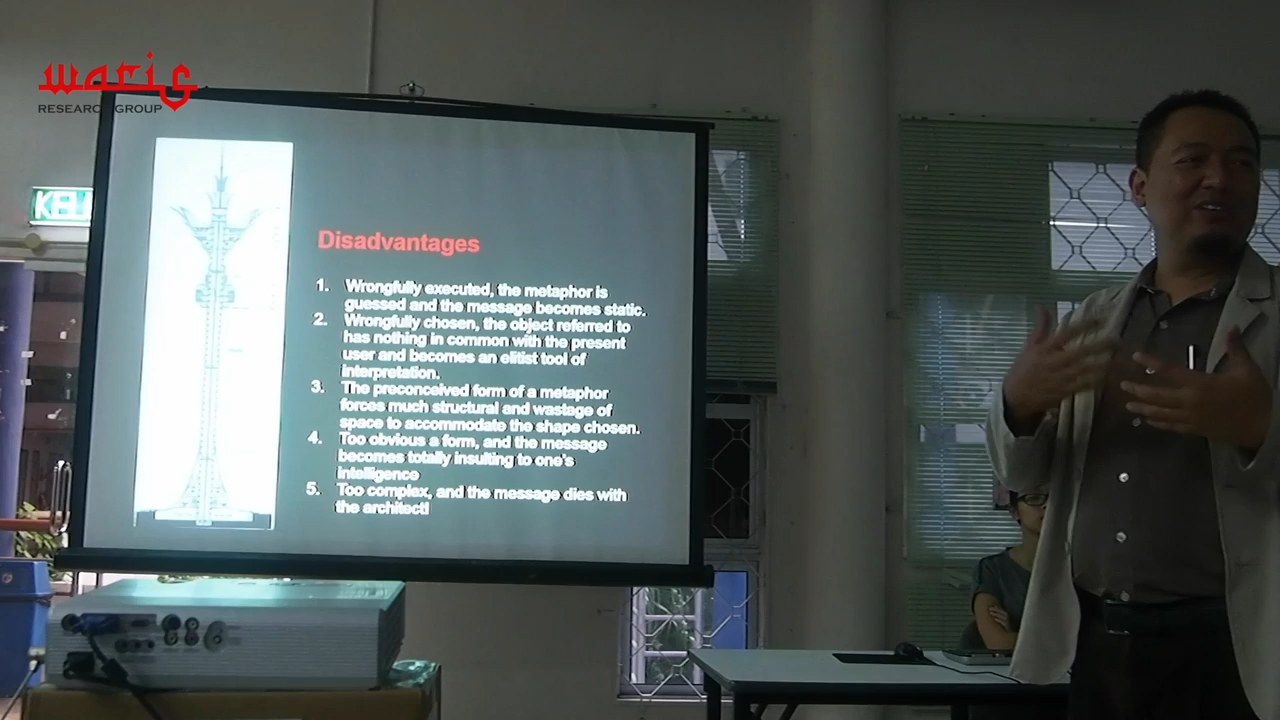 waris
RESEARCH GROUP
KELU
Disadvantages
1. Wrongfully executed, the metaphor is
guessed and the message becomes static.
2. Wrongfully chosen, the object referred to
has nothing in common with the present
user and becomes an elitist tool of
interpretation.
3. The preconceived form of a metaphor
forces much structural and wastage of
space to accommodate the shape chosen.
4. Too obvious a form, and the message
becomes totally insulting to one's
intelligence
5. Too complex, and the message dies with
the architect!